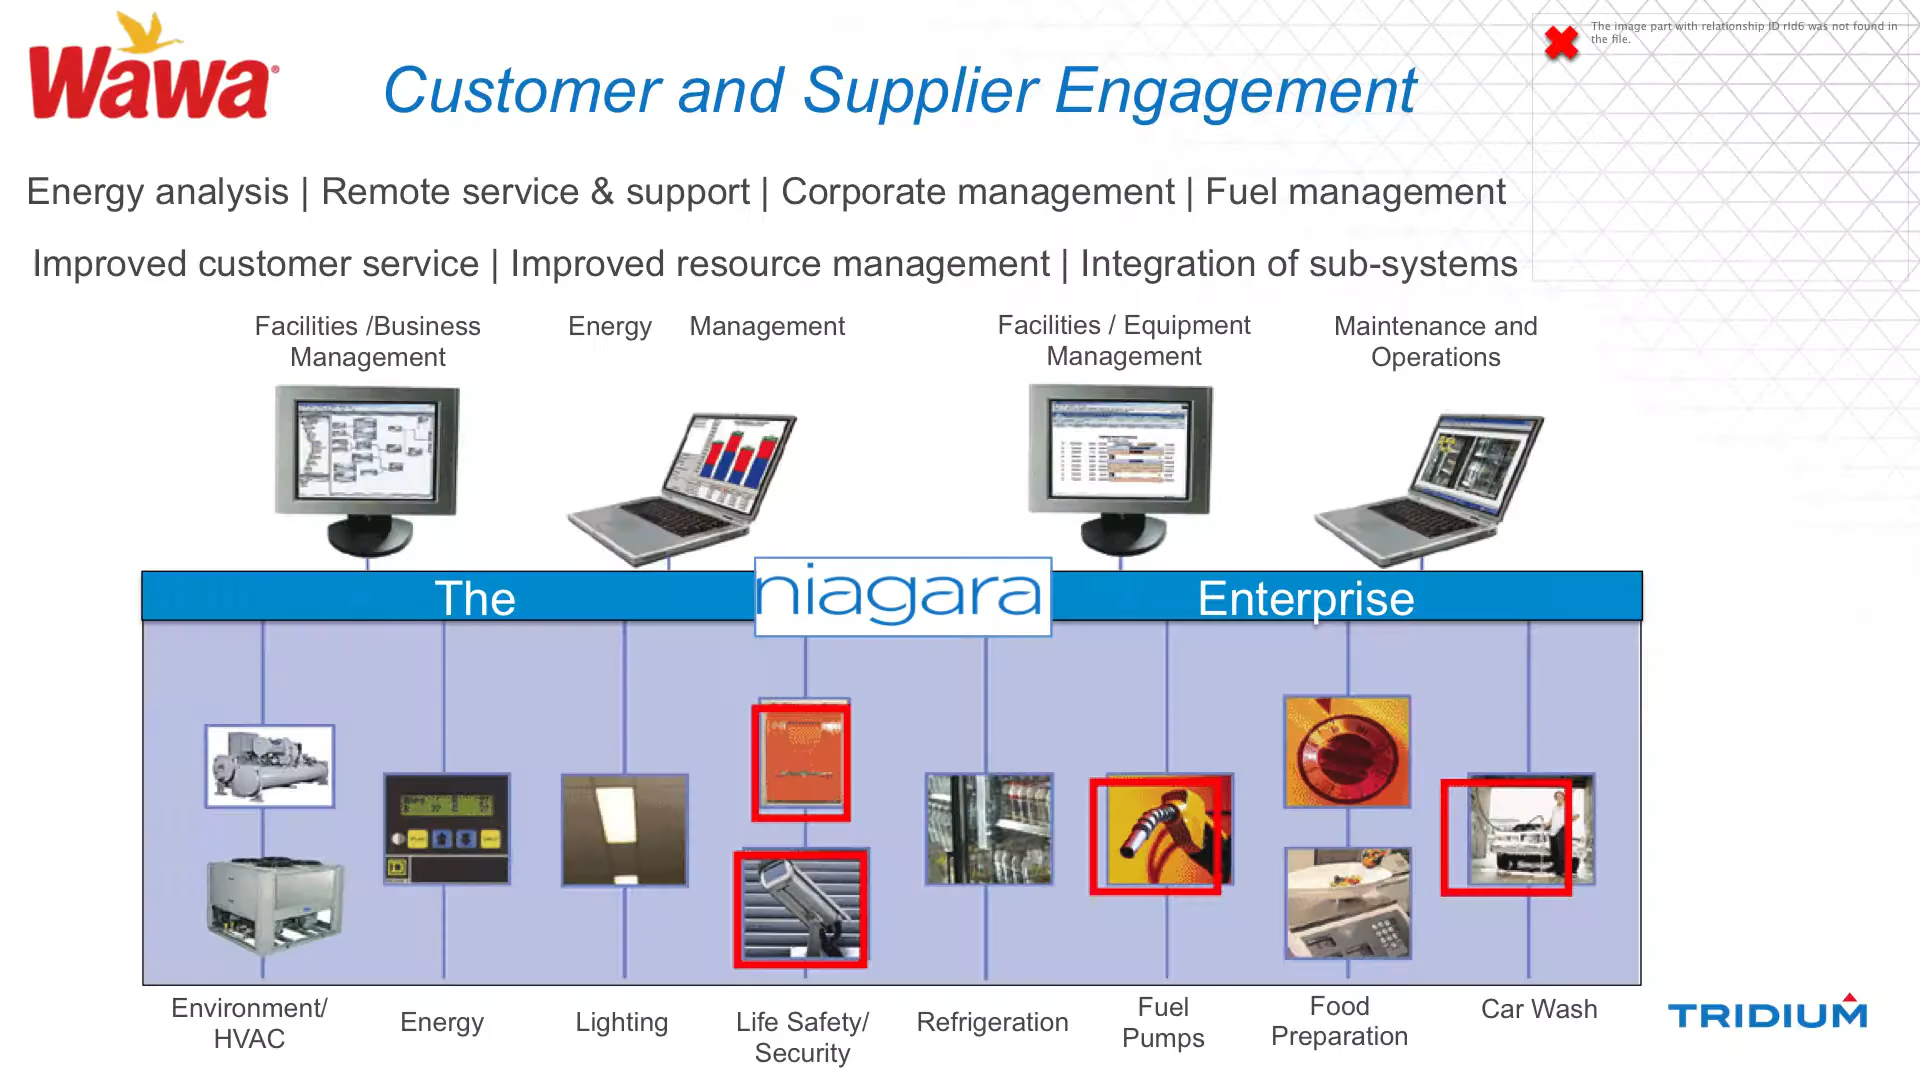 Wawa®
The image part with relationship ID rId6 was not found in
the file.
Customer and Supplier Engagement
Energy analysis | Remote service & support | Corporate management | Fuel management
Improved customer service | Improved resource management | Integration of sub-systems
Facilities /Business
Management
Energy Management
Facilities / Equipment
Management
Maintenance and
Operations
The niagara Enterprise
Environment/
HVAC
Energy
Lighting
Life Safety/
Security
Refrigeration
Fuel
Pumps
Food
Preparation
Car Wash
TRIDIUM